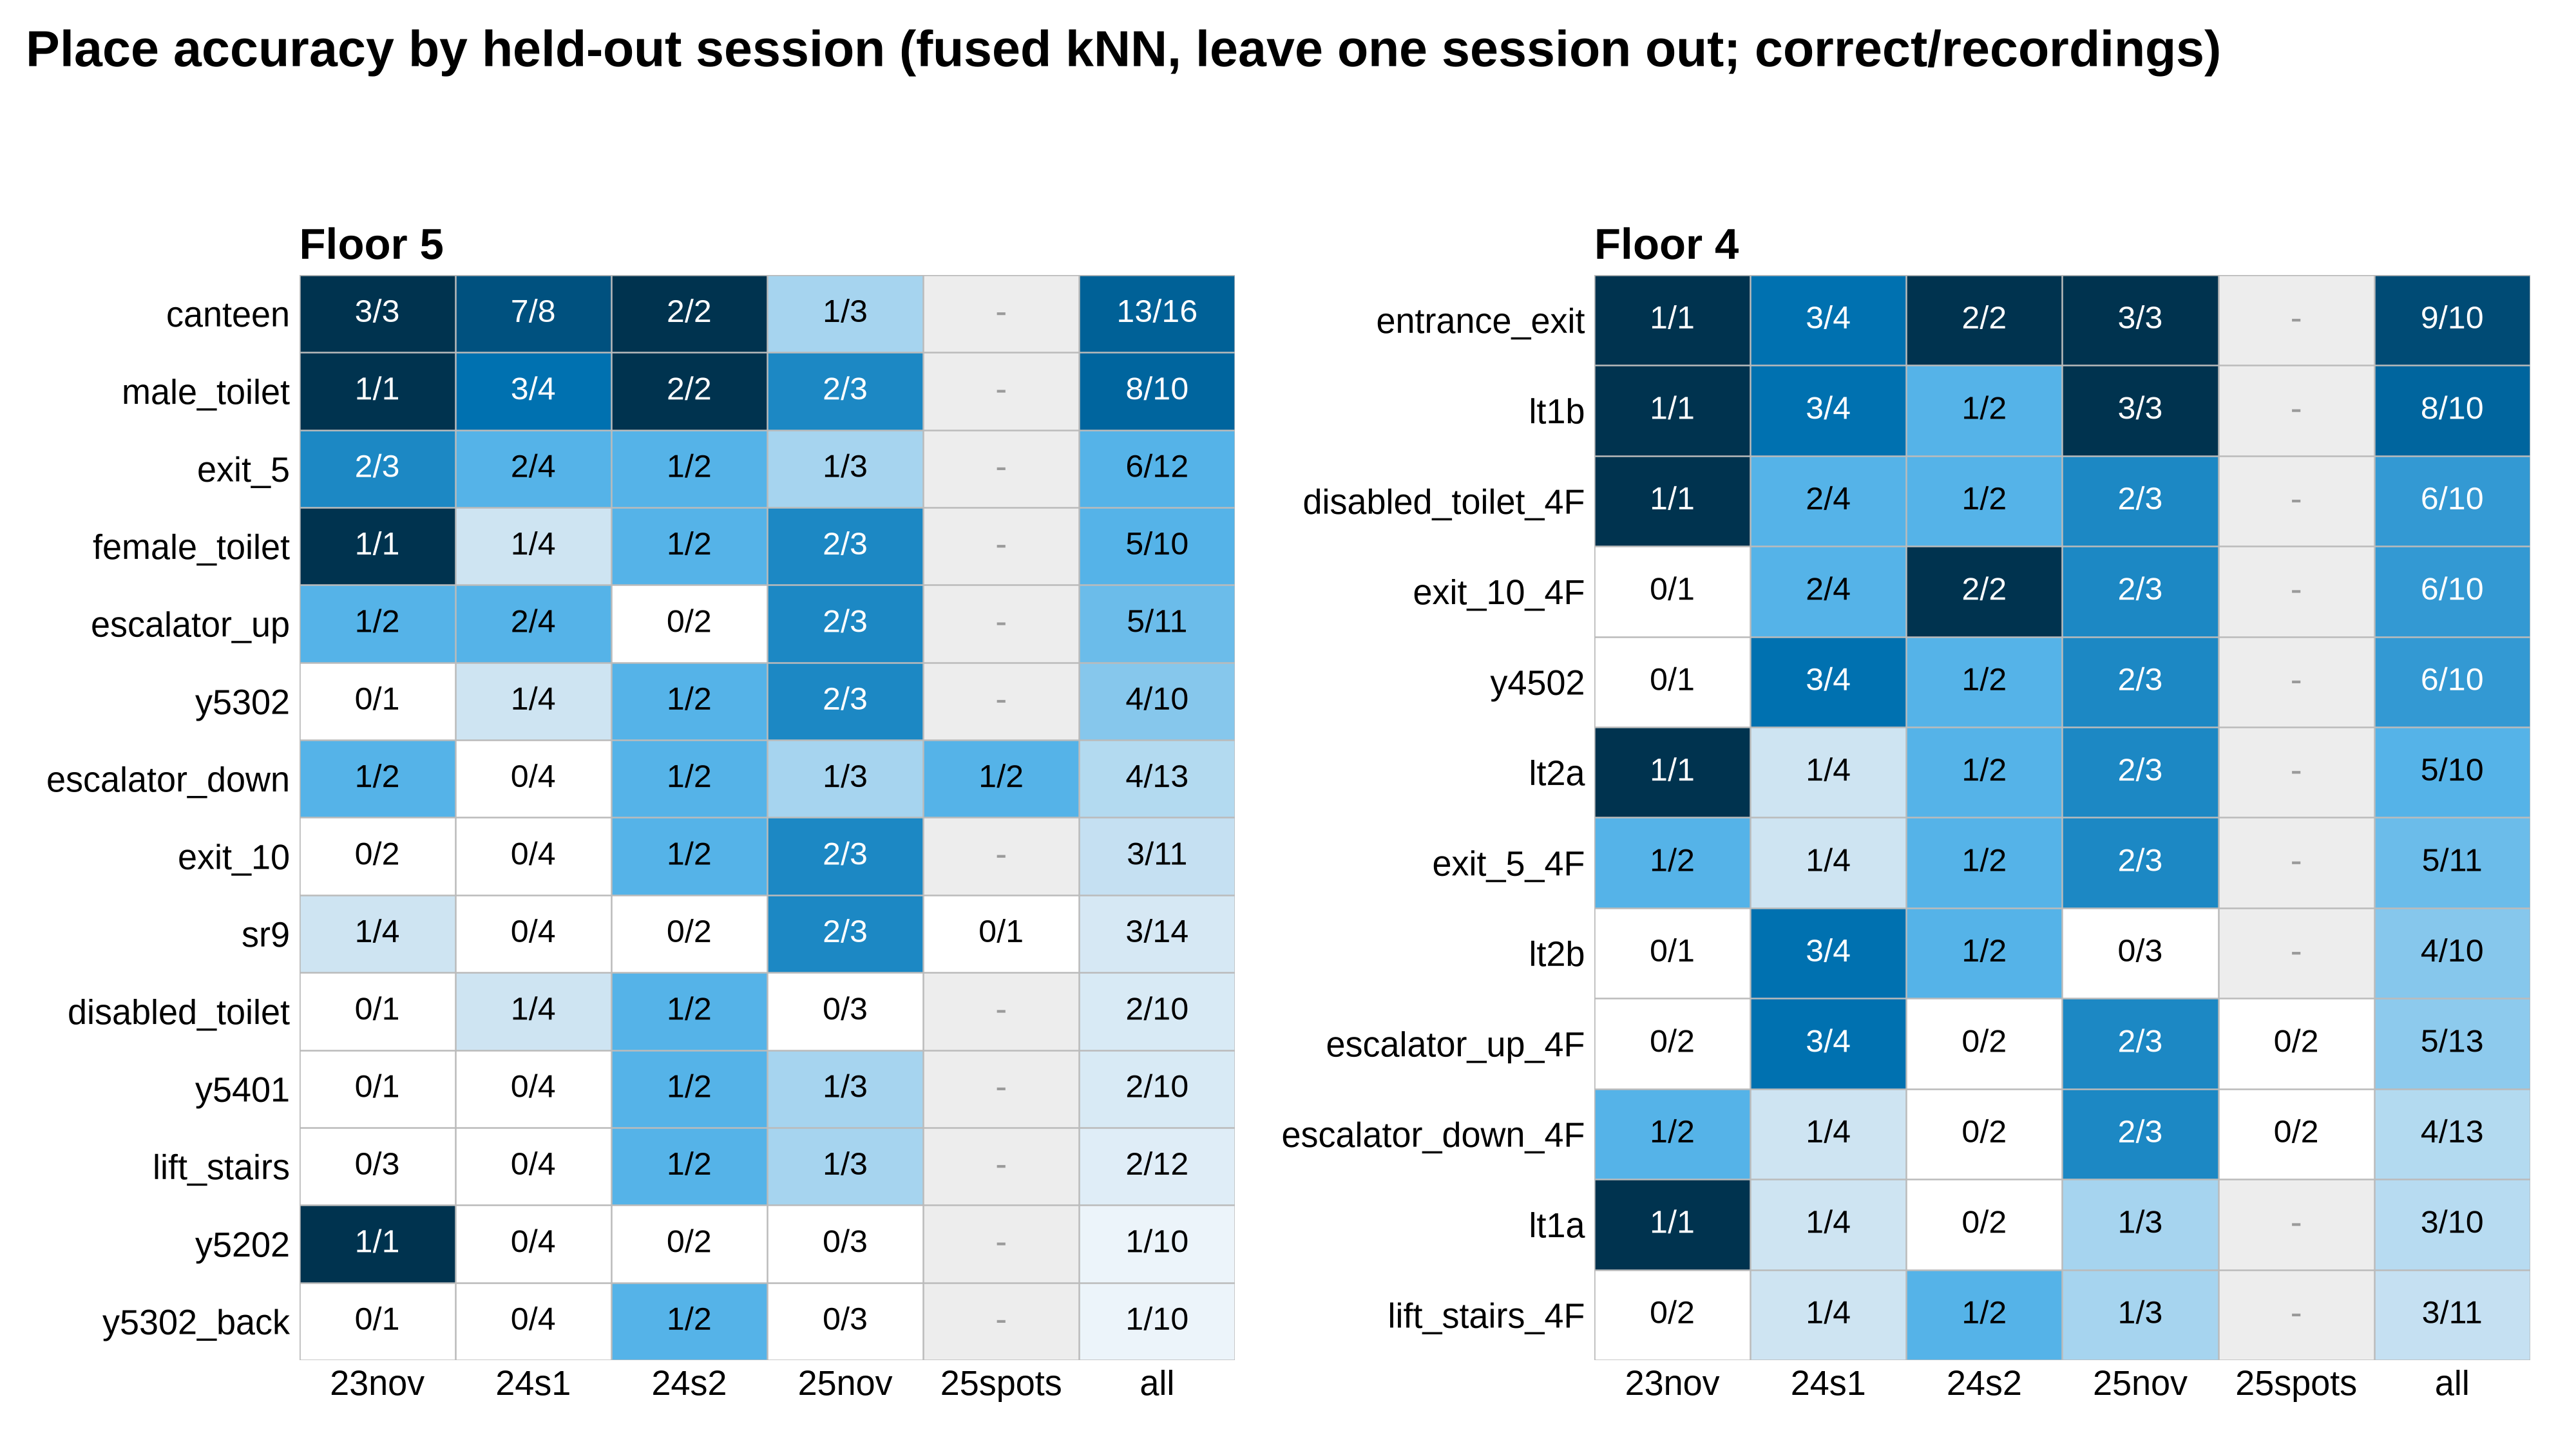 Place accuracy by held-out session (fused kNN, leave one session out; correct/recordings)
Floor 5
canteen 3/3 7/8 2/2 1/3 - 13/16
male_toilet 1/1 3/4 2/2 2/3 - 8/10
exit_5 2/3 2/4 1/2 1/3 - 6/12
female_toilet 1/1 1/4 1/2 2/3 - 5/10
escalator_up 1/2 2/4 0/2 2/3 - 5/11
y5302 0/1 1/4 1/2 2/3 - 4/10
escalator_down 1/2 0/4 1/2 1/3 1/2 4/13
exit_10 0/2 0/4 1/2 2/3 - 3/11
sr9 1/4 0/4 0/2 2/3 0/1 3/14
disabled_toilet 0/1 1/4 1/2 0/3 - 2/10
y5401 0/1 0/4 1/2 1/3 - 2/10
lift_stairs 0/3 0/4 1/2 1/3 - 2/12
y5202 1/1 0/4 0/2 0/3 - 1/10
y5302_back 0/1 0/4 1/2 0/3 - 1/10
23nov 24s1 24s2 25nov 25spots all
Floor 4
entrance_exit 1/1 3/4 2/2 3/3 - 9/10
lt1b 1/1 3/4 1/2 3/3 - 8/10
disabled_toilet_4F 1/1 2/4 1/2 2/3 - 6/10
exit_10_4F 0/1 2/4 2/2 2/3 - 6/10
y4502 0/1 3/4 1/2 2/3 - 6/10
lt2a 1/1 1/4 1/2 2/3 - 5/10
exit_5_4F 1/2 1/4 1/2 2/3 - 5/11
lt2b 0/1 3/4 1/2 0/3 - 4/10
escalator_up_4F 0/2 3/4 0/2 2/3 0/2 5/13
escalator_down_4F 1/2 1/4 0/2 2/3 0/2 4/13
lt1a 1/1 1/4 0/2 1/3 - 3/10
lift_stairs_4F 0/2 1/4 1/2 1/3 - 3/11
23nov 24s1 24s2 25nov 25spots all